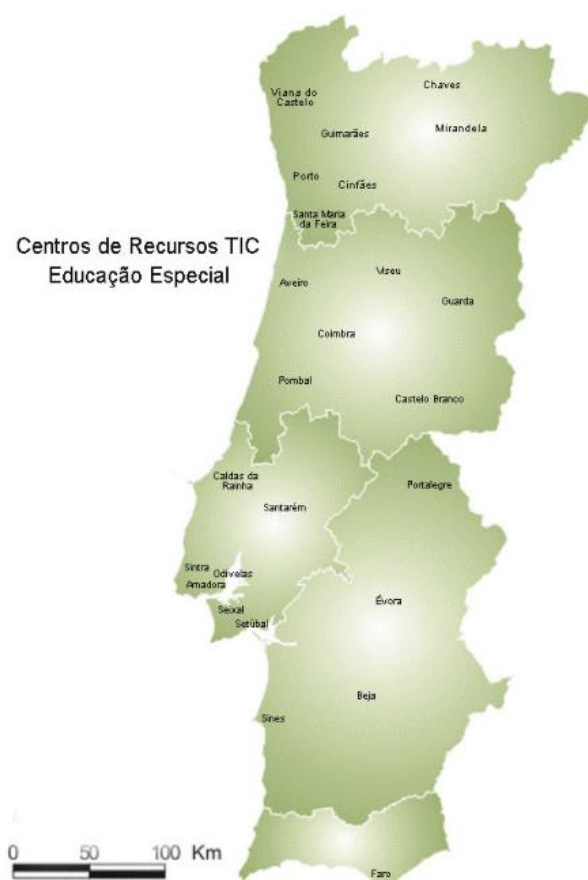 Chaves
Viana do
Castelo
Guimarães
Mirandela
Porto
Cinfães
Santa Maria
da Feira
Centros de Recursos TIC
Educação Especial
Aveiro
Viseu
Guarda
Coimbra
Pombal
Castelo Branco
Caldas da
Rainha
Portalegre
Santarém
Sintra
Odivelas
Amadora
Seixal
Setúbal
Évora
Beja
Sines
0 50 100 Km
Faro